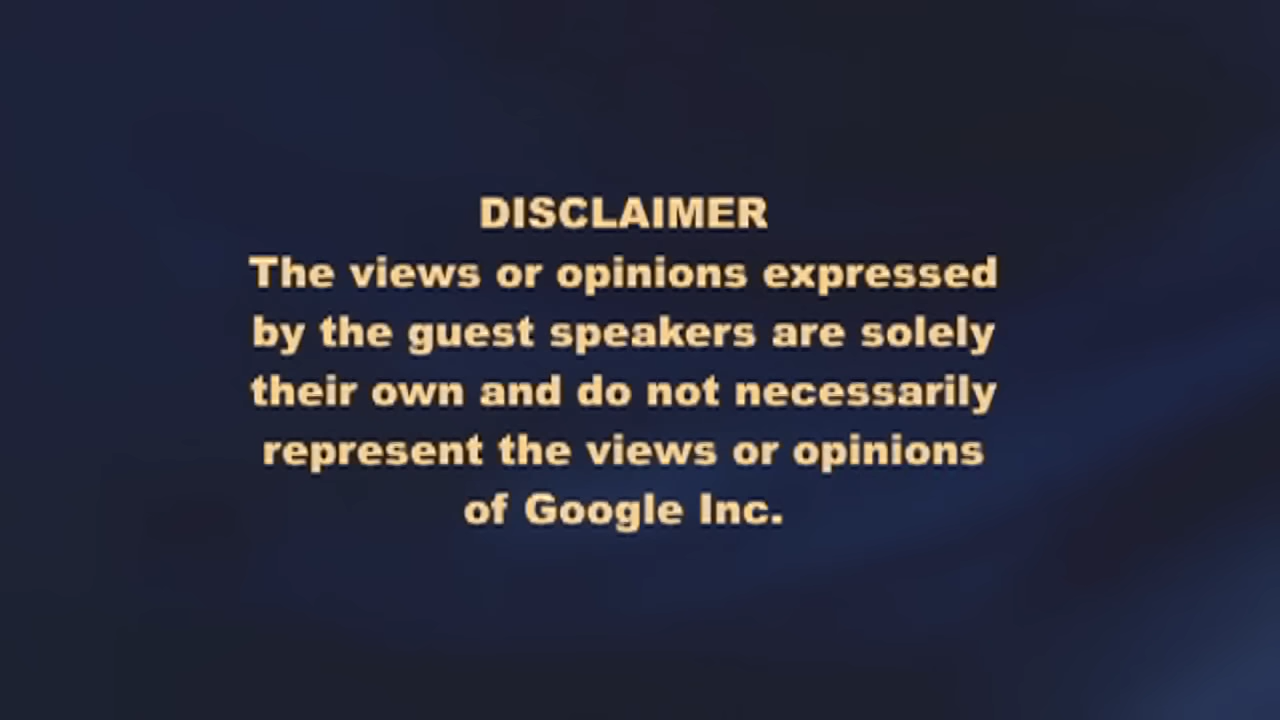 DISCLAIMER
The views or opinions expressed
by the guest speakers are solely
their own and do not necessarily
represent the views or opinions
of Google Inc.